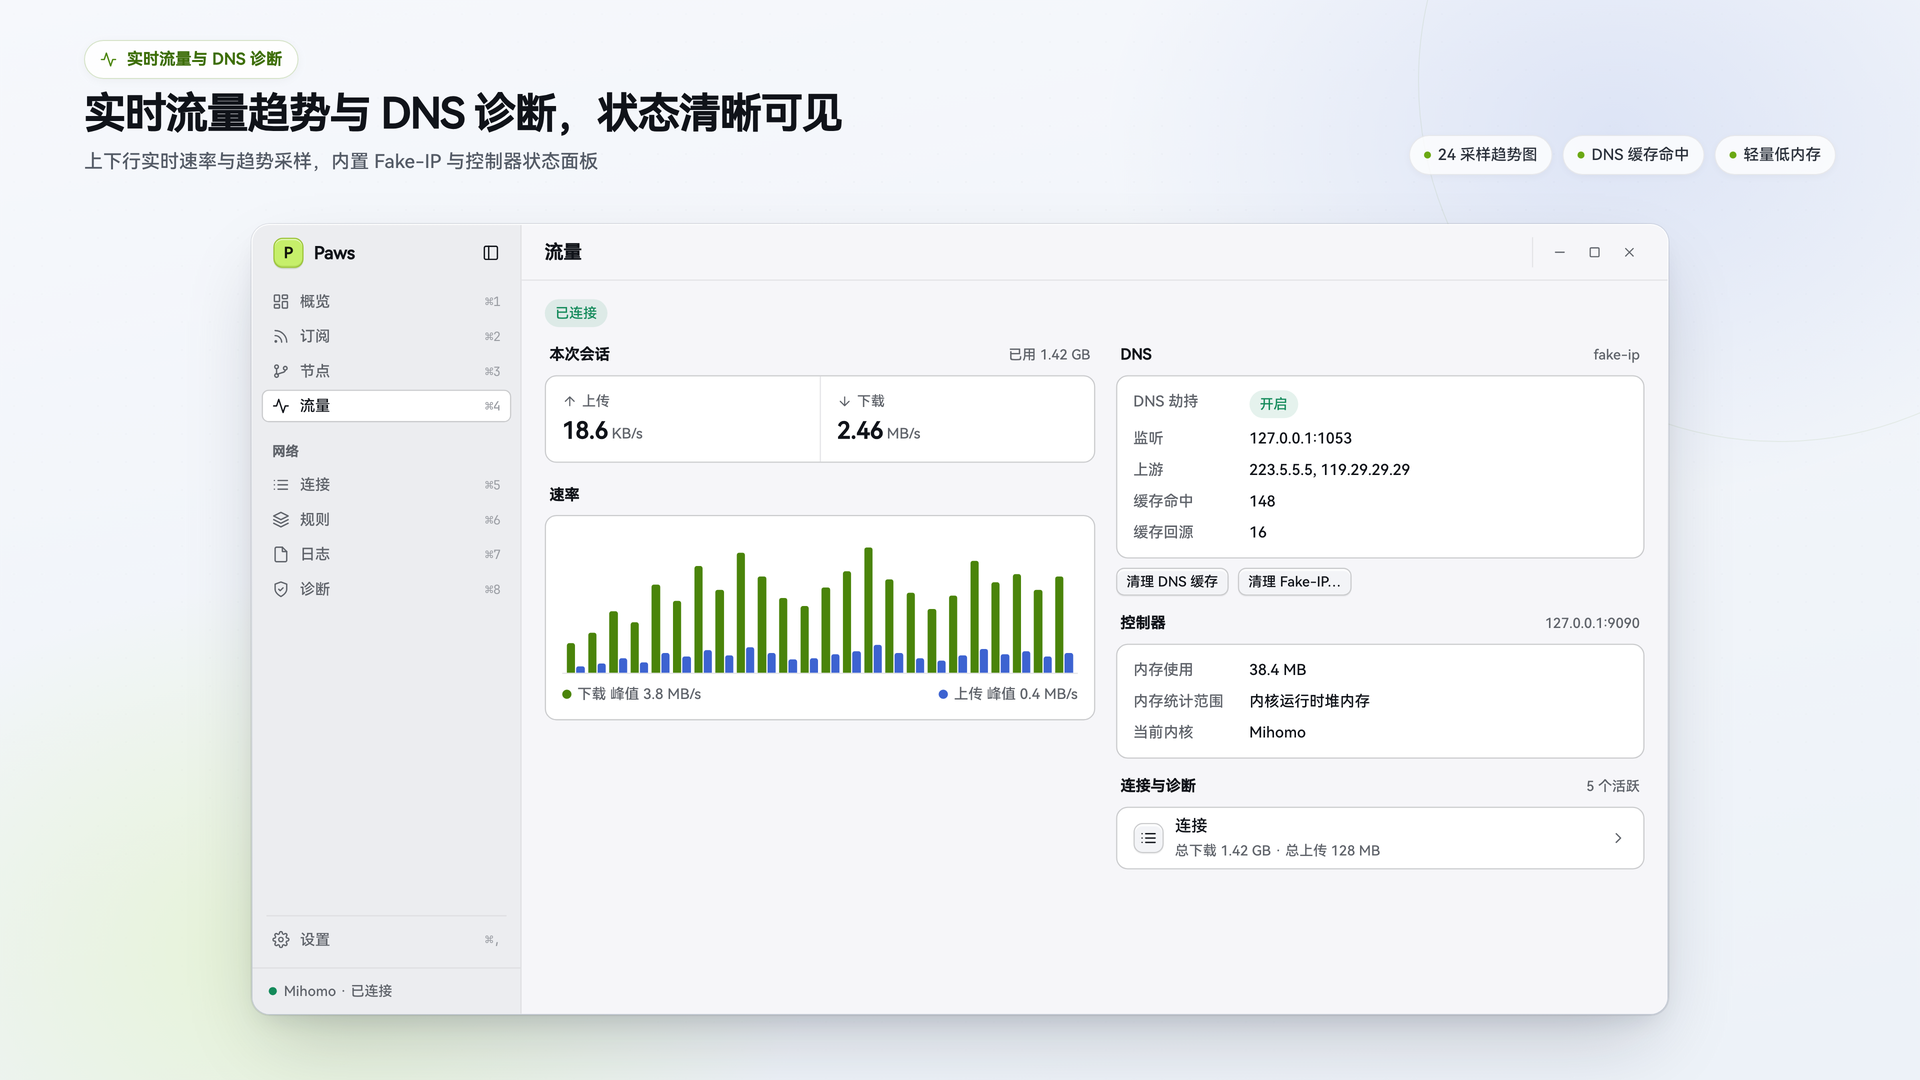 实时流量与 DNS 诊断
实时流量趋势与 DNS 诊断，状态清晰可见
上下行实时速率与趋势采样，内置 Fake-IP 与控制器状态面板
24 采样趋势图
DNS 缓存命中
轻量低内存
P Paws
概览 ⌘1
订阅 ⌘2
节点 ⌘3
流量 ⌘4
网络
连接 ⌘5
规则 ⌘6
日志 ⌘7
诊断 ⌘8
设置 ⌘,
Mihomo · 已连接
流量
已连接
本次会话 已用 1.42 GB
上传
18.6 KB/s
下载
2.46 MB/s
速率
下载 峰值 3.8 MB/s
上传 峰值 0.4 MB/s
DNS fake-ip
DNS 劫持 开启
监听 127.0.0.1:1053
上游 223.5.5.5, 119.29.29.29
缓存命中 148
缓存回源 16
清理 DNS 缓存
清理 Fake-IP...
控制器 127.0.0.1:9090
内存使用 38.4 MB
内存统计范围 内核运行时堆内存
当前内核 Mihomo
连接与诊断 5 个活跃
连接
总下载 1.42 GB · 总上传 128 MB